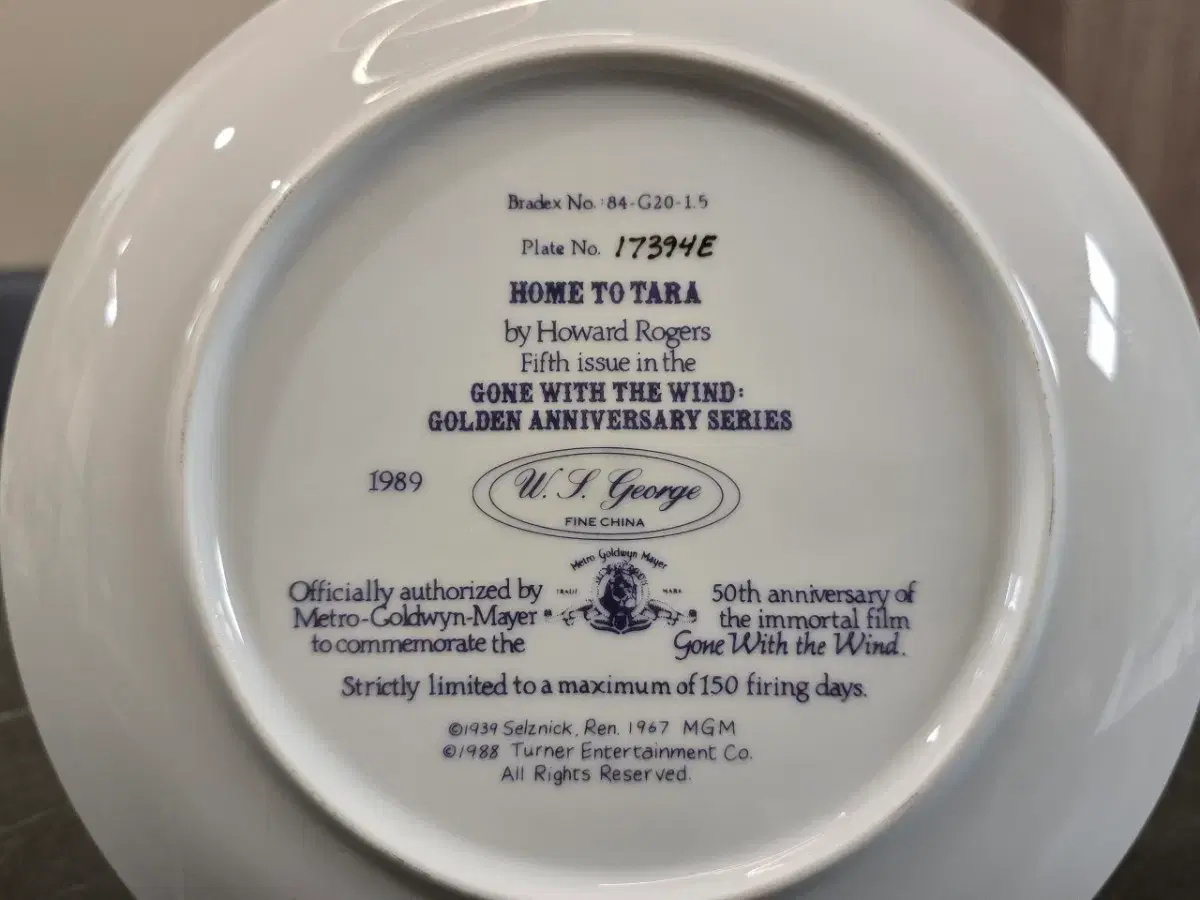 Bradex No. 84-G20-1.5
Plate No. 17394E
HOME TO TARA
by Howard Rogers
Fifth issue in the
GONE WITH THE WIND:
GOLDEN ANNIVERSARY SERIES
1989
W. S. George
FINE CHINA
Metro Goldwyn Mayer
TRADE MARK
Officially authorized by
Metro-Goldwyn-Mayer
to commemorate the
50th anniversary of
the immortal film
Gone With the Wind.
Strictly limited to a maximum of 150 firing days.
©1939 Selznick, Ren. 1967 MGM
©1988 Turner Entertainment Co.
All Rights Reserved.